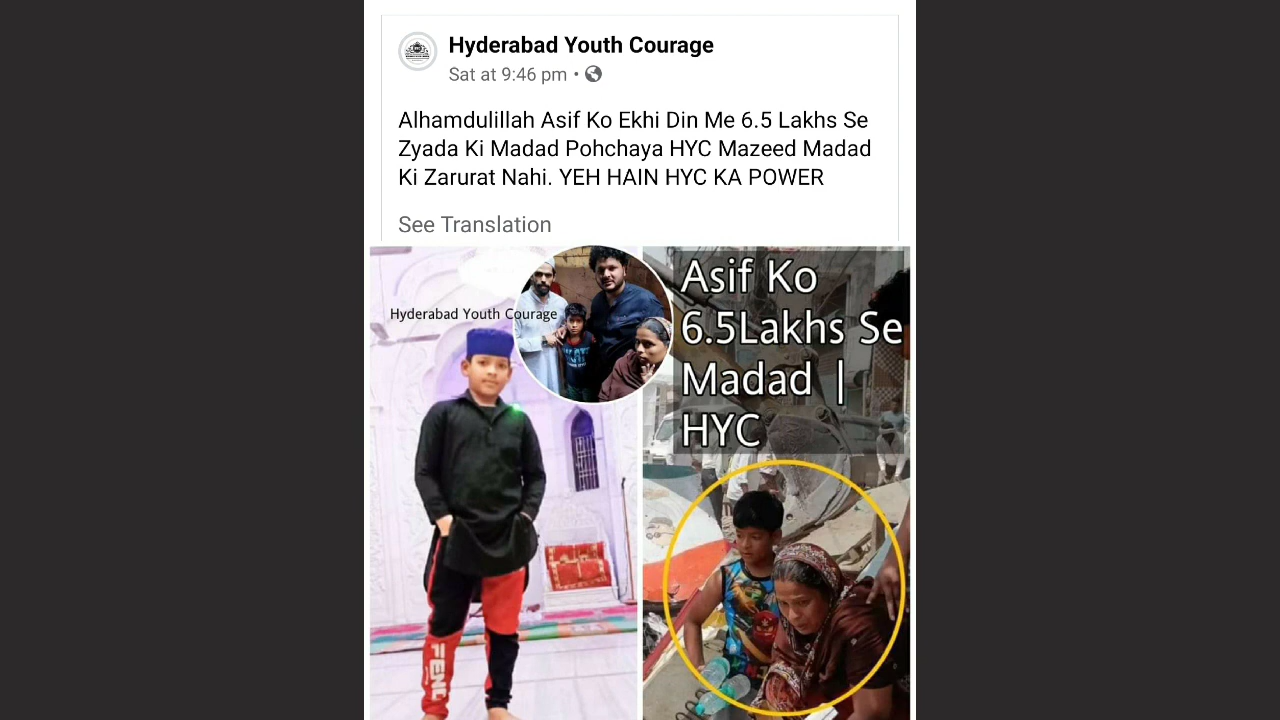 Hyderabad Youth Courage
Sat at 9:46 pm •
Alhamdulillah Asif Ko Ekhi Din Me 6.5 Lakhs Se
Zyada Ki Madad Pohchaya HYC Mazeed Madad
Ki Zarurat Nahi. YEH HAIN HYC KA POWER
See Translation
Hyderabad Youth Courage
Asif Ko
6.5Lakhs Se
Madad |
HYC
FENC